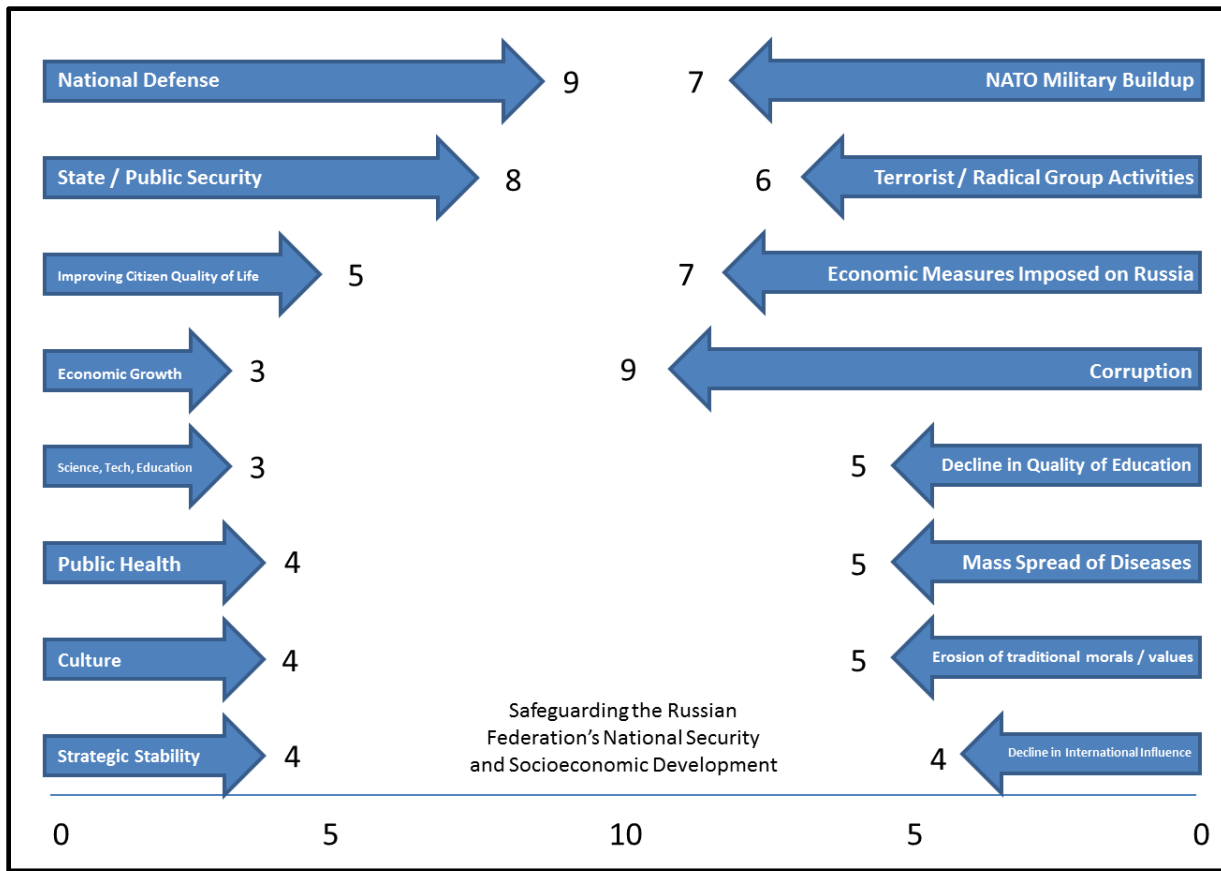 National Defense 9 7 NATO Military Buildup
State / Public Security 8 6 Terrorist / Radical Group Activities
Improving Citizen Quality of Life 5 7 Economic Measures Imposed on Russia
Economic Growth 3 9 Corruption
Science, Tech, Education 3 5 Decline in Quality of Education
Public Health 4 5 Mass Spread of Diseases
Culture 4 5 Erosion of traditional morals / values
Safeguarding the Russian
Federation's National Security
and Socioeconomic Development
Strategic Stability 4 4 Decline in International Influence
0 5 10 5 0